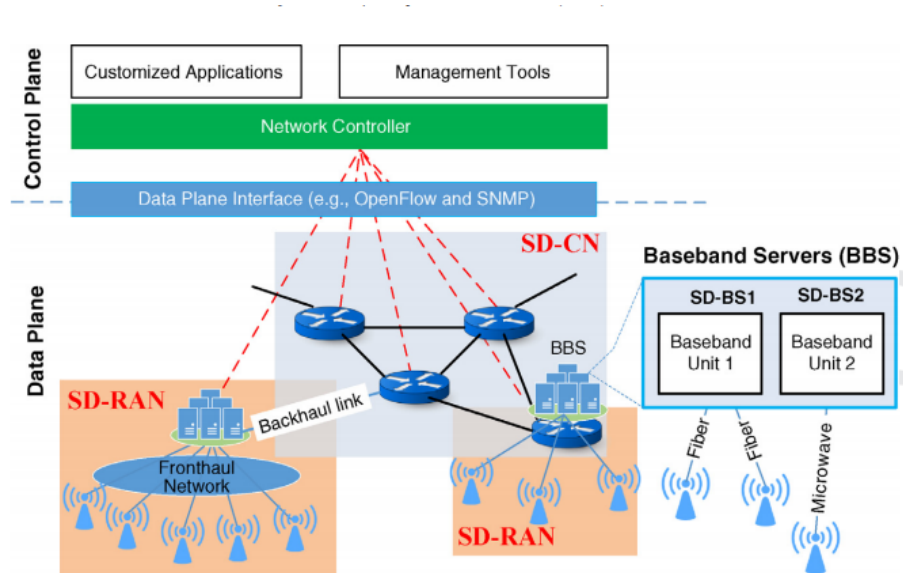 Control Plane
Customized Applications
Management Tools
Network Controller
Data Plane Interface (e.g., OpenFlow and SNMP)
Data Plane
SD-CN
SD-RAN
Backhaul link
Fronthaul
Network
BBS
SD-RAN
Baseband Servers (BBS)
SD-BS1
SD-BS2
Baseband
Unit 1
Baseband
Unit 2
Fiber
Fiber
Microwave